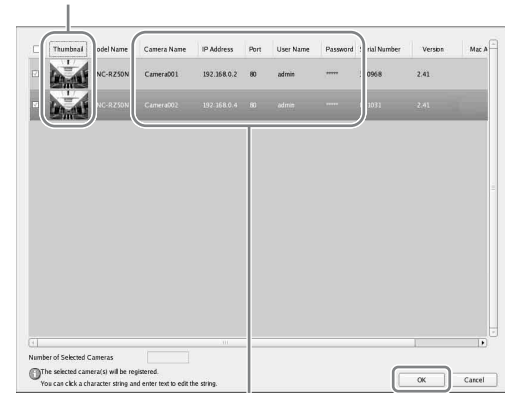 Thumbnail odel Name Camera Name IP Address Port User Name Password rial Number Version Mac A
NC-RZ50N Camera001 192.168.0.2 80 admin ***** 0968 2.41
NC-RZ50N Camera002 192.168.0.4 80 admin ***** 1031 2.41
Number of Selected Cameras
The selected camera(s) will be registered.
You can click a character string and enter text to edit the string.
OK Cancel